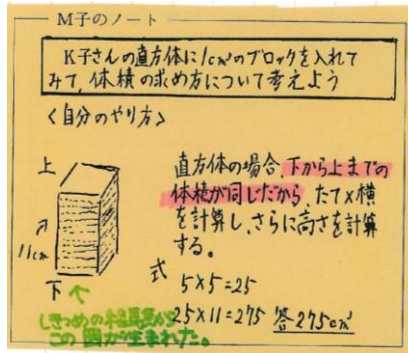 M子のノート
K子さんの直方体に1cm³のブロックを入れて
みて、体積の求め方について考えよう
<自分のやり方>
上
11cm
下
直方体の場合、下から上までの
体積が同じだから、たて×横
を計算し、さらに高さを計算
する。
式 5×5=25
25×11=275 答275cm³
しきつめの
この図が生まれた。